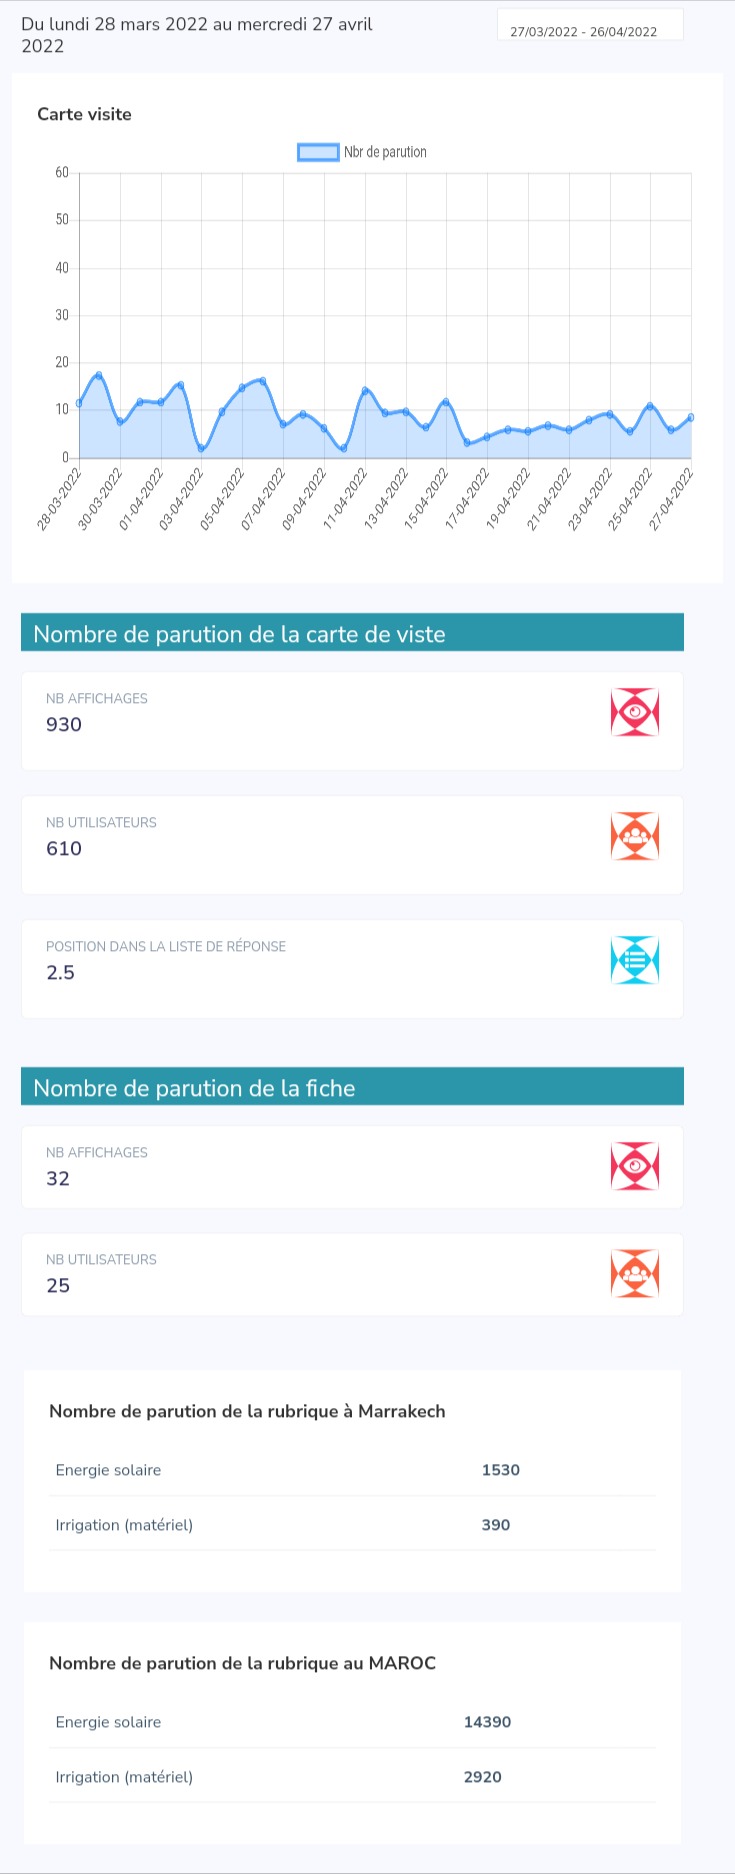 Du lundi 28 mars 2022 au mercredi 27 avril
2022
27/03/2022 - 26/04/2022
Carte visite
Nbr de parution
60
50
40
30
20
10
0
28-03-2022
30-03-2022
01-04-2022
03-04-2022
05-04-2022
07-04-2022
09-04-2022
11-04-2022
13-04-2022
15-04-2022
17-04-2022
19-04-2022
21-04-2022
23-04-2022
25-04-2022
27-04-2022
Nombre de parution de la carte de viste
NB AFFICHAGES
930
NB UTILISATEURS
610
POSITION DANS LA LISTE DE RÉPONSE
2.5
Nombre de parution de la fiche
NB AFFICHAGES
32
NB UTILISATEURS
25
Nombre de parution de la rubrique à Marrakech
Energie solaire 1530
Irrigation (matériel) 390
Nombre de parution de la rubrique au MAROC
Energie solaire 14390
Irrigation (matériel) 2920